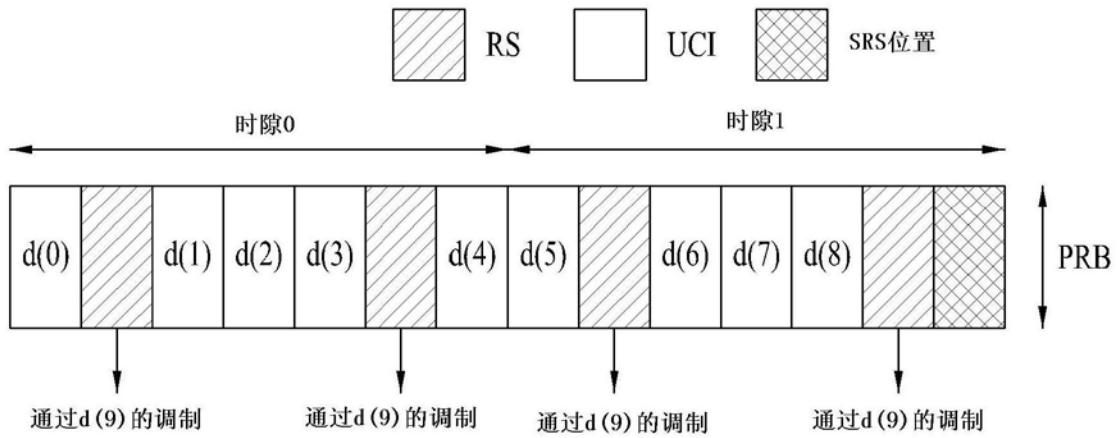 RS UCI SRS位置
时隙0 时隙1
d(0) d(1) d(2) d(3) d(4) d(5) d(6) d(7) d(8) PRB
通过d(9)的调制 通过d(9)的调制 通过d(9)的调制 通过d(9)的调制